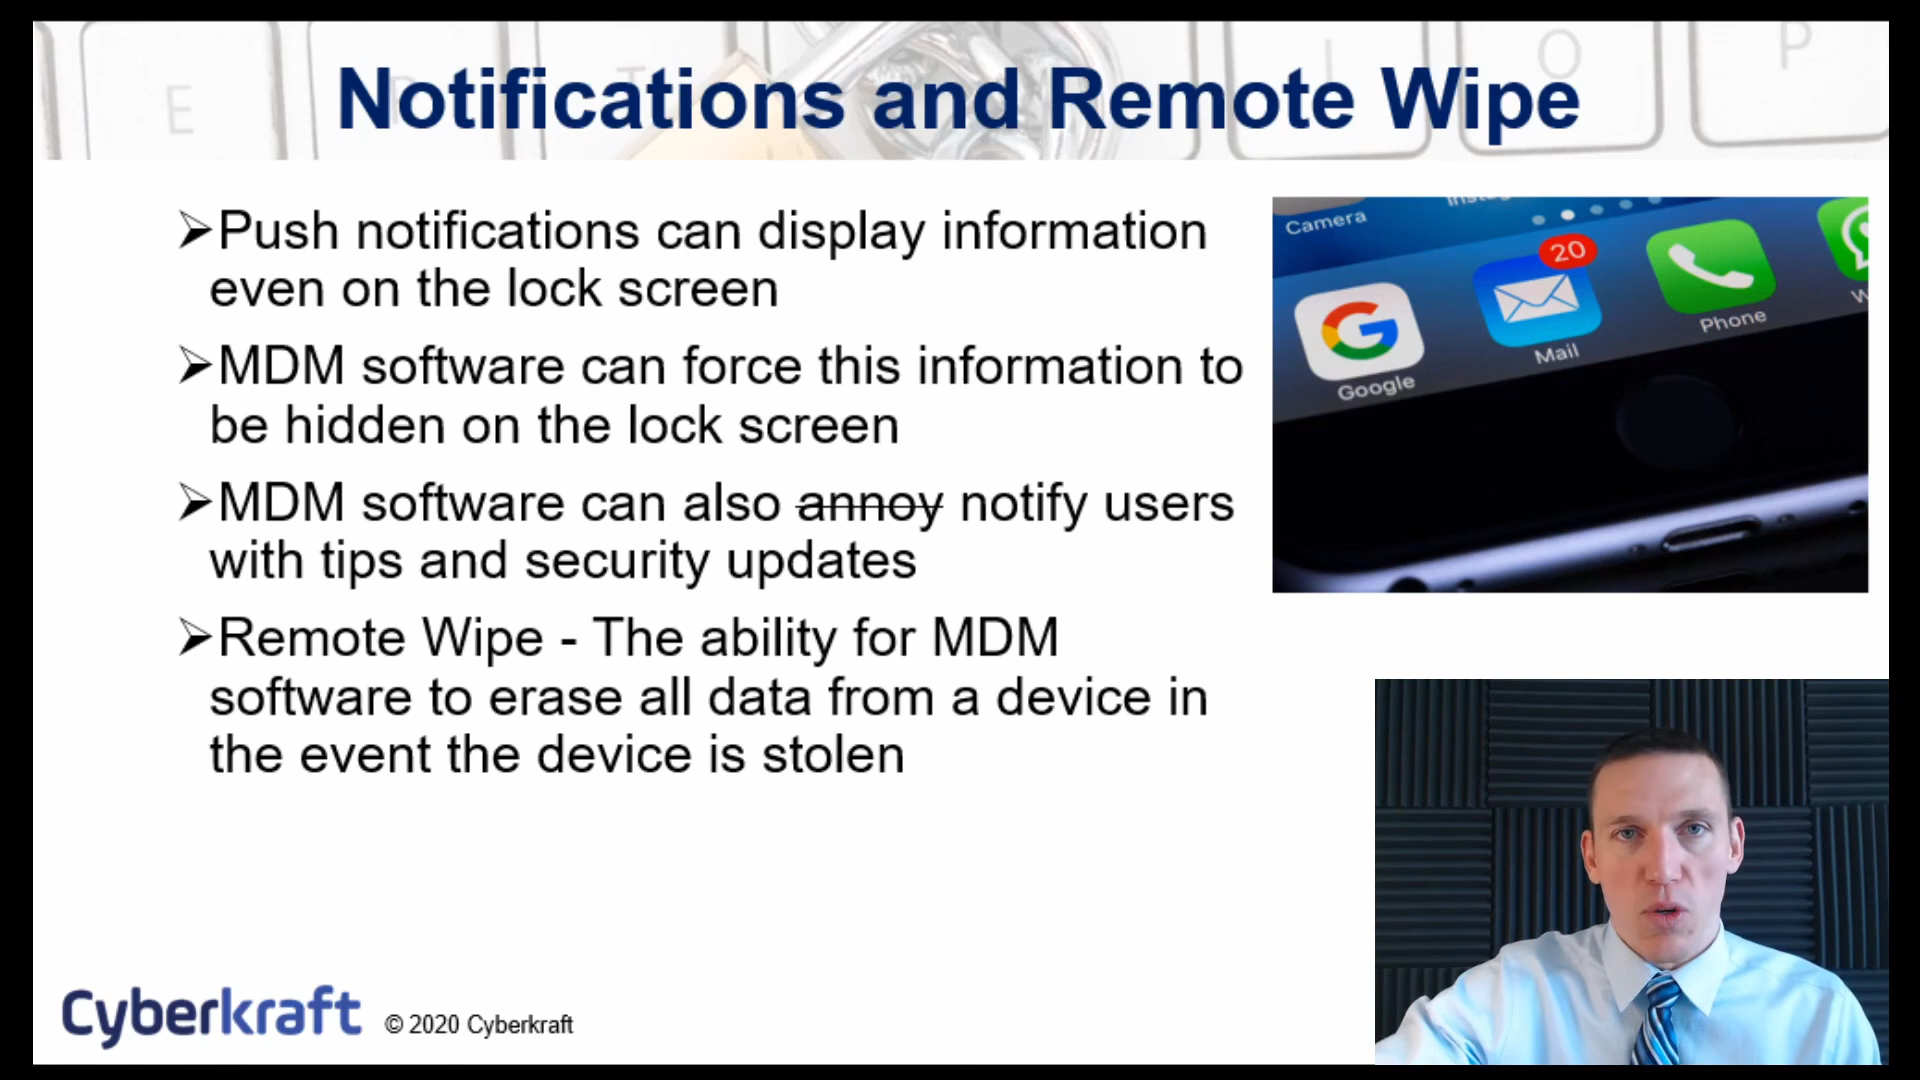 E R T I O P
Notifications and Remote Wipe
➢Push notifications can display information
even on the lock screen
➢MDM software can force this information to
be hidden on the lock screen
➢MDM software can also ~~annoy~~ notify users
with tips and security updates
➢Remote Wipe - The ability for MDM
software to erase all data from a device in
the event the device is stolen
Camera
20
Google
Mail
Phone
Cyberkraft © 2020 Cyberkraft